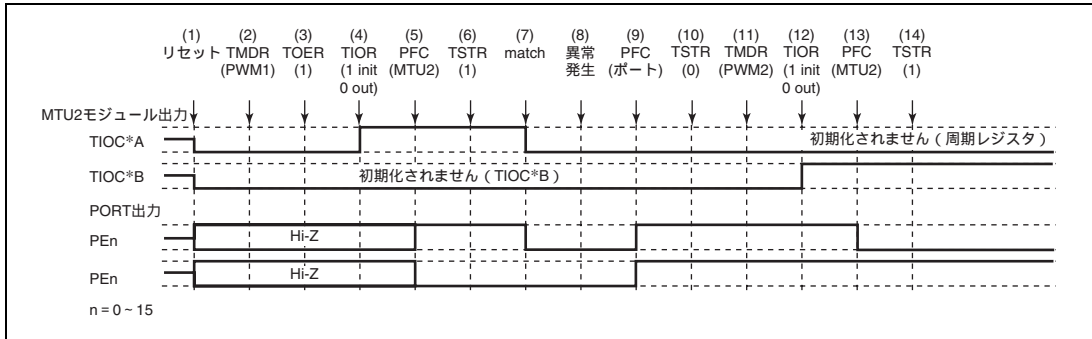 (1) (2) (3) (4) (5) (6) (7) (8) (9) (10) (11) (12) (13) (14)
リセット TMDR TOER TIOR PFC TSTR match 異常 PFC TSTR TMDR TIOR PFC TSTR
(PWM1) (1) (1 init (MTU2) (1) 発生 (ポート) (0) (PWM2) (1 init (MTU2) (1)
0 out) 0 out)
MTU2モジュール出力
TIOC*A 初期化されません（周期レジスタ）
TIOC*B 初期化されません（TIOC*B）
PORT出力
PEn Hi-Z
PEn Hi-Z
n = 0 ~ 15